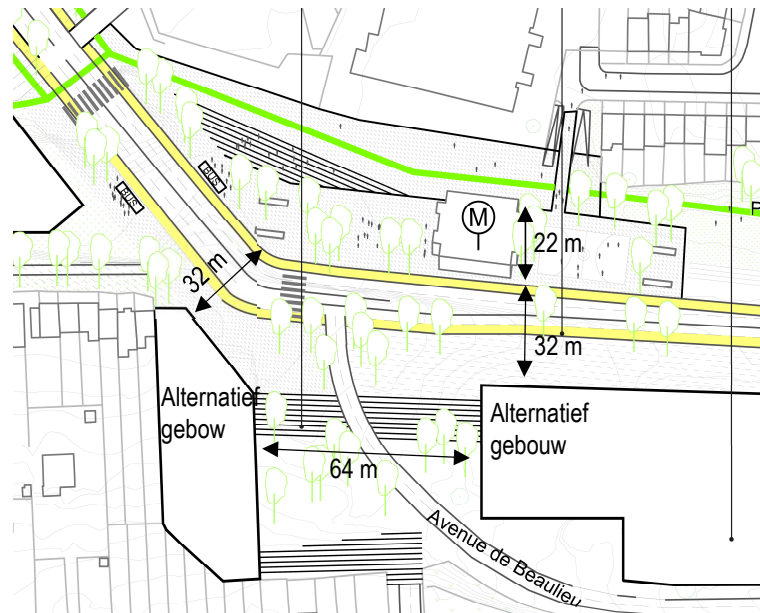 BUS
BUS
M
P
22 m
32 m
32 m
Alternatief
gebow
Alternatief
gebouw
64 m
Avenue de Beaulieu